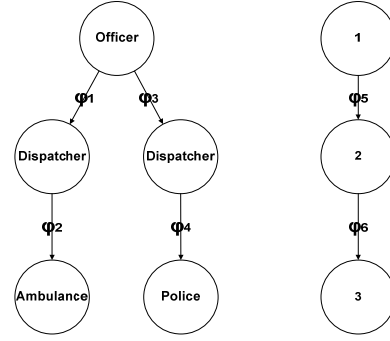 Officer 1
φ1 φ3 φ5
Dispatcher Dispatcher 2
φ2 φ4 φ6
Ambulance Police 3